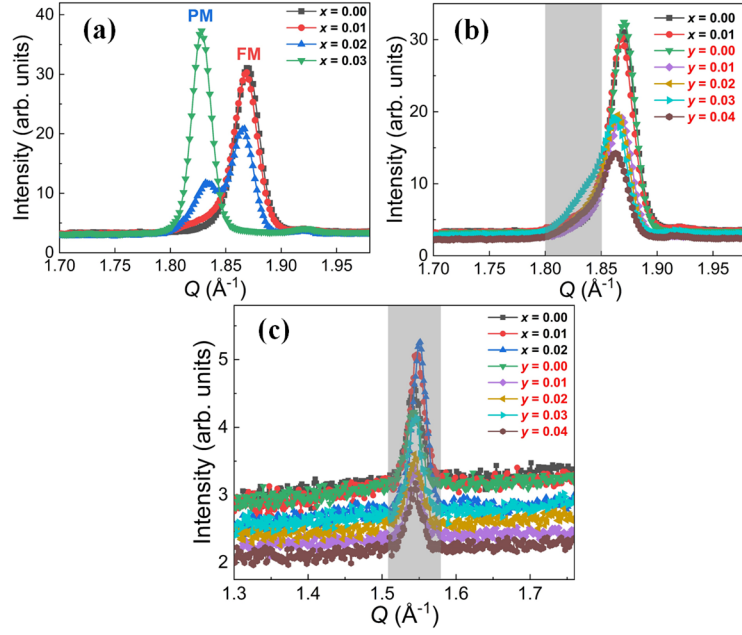 (a)
PM
FM
x = 0.00
x = 0.01
x = 0.02
x = 0.03
40
30
20
10
0
Intensity (arb. units)
1.70 1.75 1.80 1.85 1.90 1.95
Q (Å⁻¹)
(b)
x = 0.00
x = 0.01
y = 0.00
y = 0.01
y = 0.02
y = 0.03
y = 0.04
30
20
10
0
Intensity (arb. units)
1.70 1.75 1.80 1.85 1.90 1.95
Q (Å⁻¹)
(c)
x = 0.00
x = 0.01
x = 0.02
y = 0.00
y = 0.01
y = 0.02
y = 0.03
y = 0.04
5
4
3
2
Intensity (arb. units)
1.3 1.4 1.5 1.6 1.7
Q (Å⁻¹)